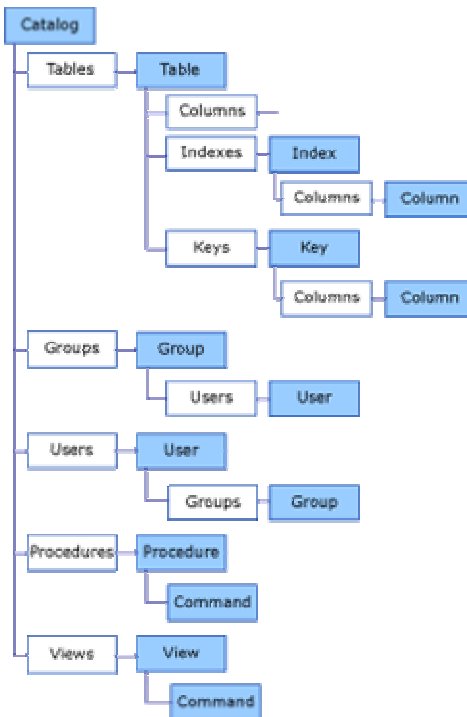 Catalog
Tables Table
Columns
Indexes Index
Columns Column
Keys Key
Columns Column
Groups Group
Users User
Users User
Groups Group
Procedures Procedure
Command
Views View
Command